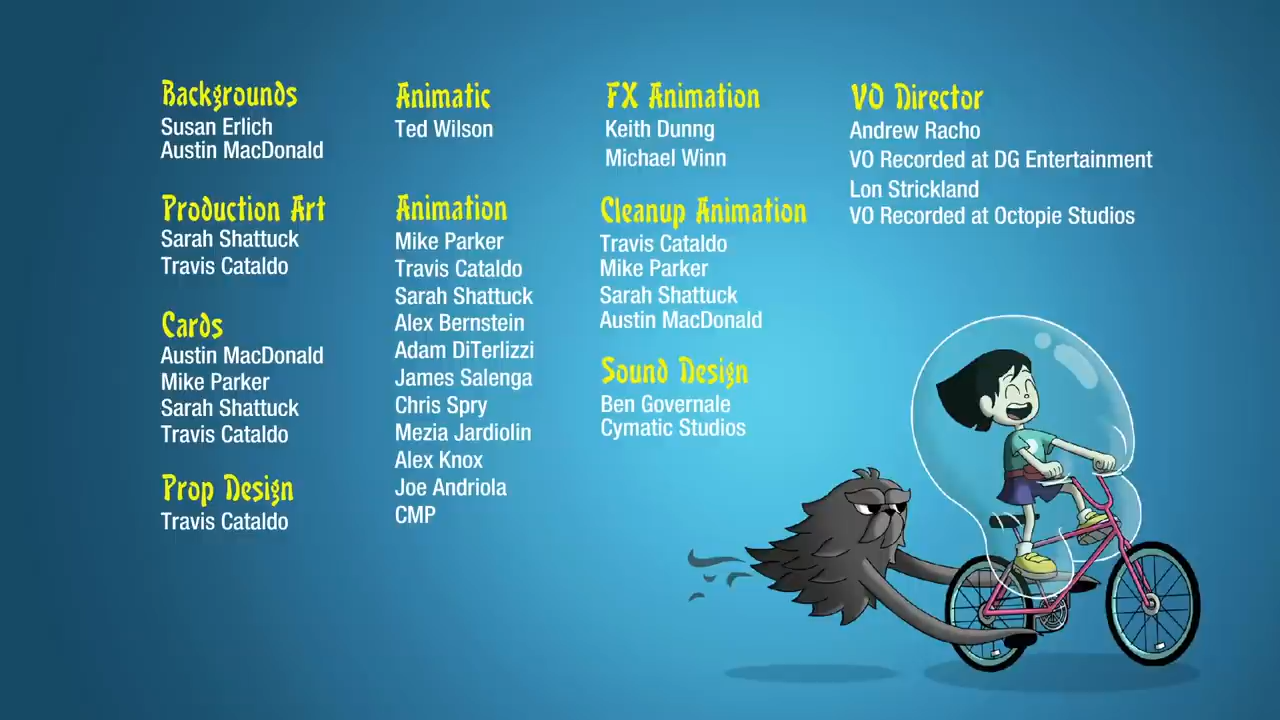 Backgrounds
Susan Erlich
Austin MacDonald
Production Art
Sarah Shattuck
Travis Cataldo
Cards
Austin MacDonald
Mike Parker
Sarah Shattuck
Travis Cataldo
Prop Design
Travis Cataldo
Animatic
Ted Wilson
Animation
Mike Parker
Travis Cataldo
Sarah Shattuck
Alex Bernstein
Adam DiTerlizzi
James Salenga
Chris Spry
Mezia Jardiolin
Alex Knox
Joe Andriola
CMP
FX Animation
Keith Dunng
Michael Winn
Cleanup Animation
Travis Cataldo
Mike Parker
Sarah Shattuck
Austin MacDonald
Sound Design
Ben Governale
Cymatic Studios
VO Director
Andrew Racho
VO Recorded at DG Entertainment
Lon Strickland
VO Recorded at Octopie Studios